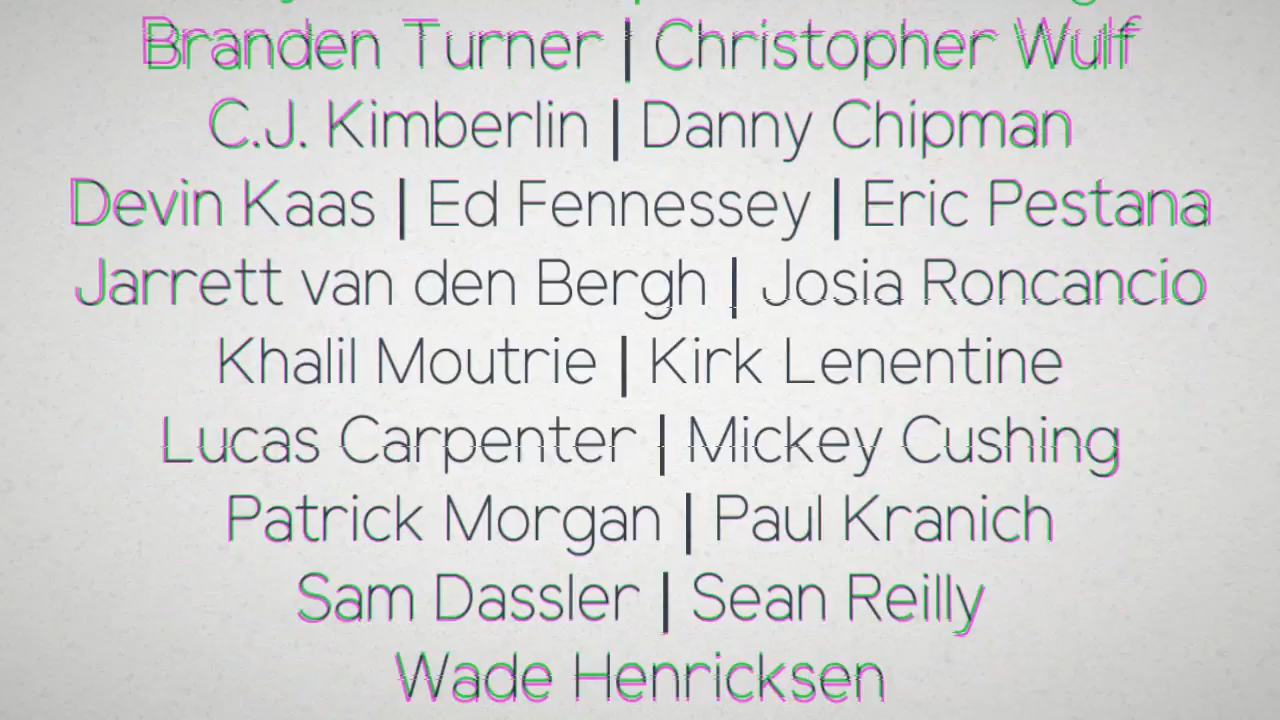 Branden Turner | Christopher Wulf
C.J. Kimberlin | Danny Chipman
Devin Kaas | Ed Fennessey | Eric Pestana
Jarrett van den Bergh | Josia Roncancio
Khalil Moutrie | Kirk Lenentine
Lucas Carpenter | Mickey Cushing
Patrick Morgan | Paul Kranich
Sam Dassler | Sean Reilly
Wade Henricksen